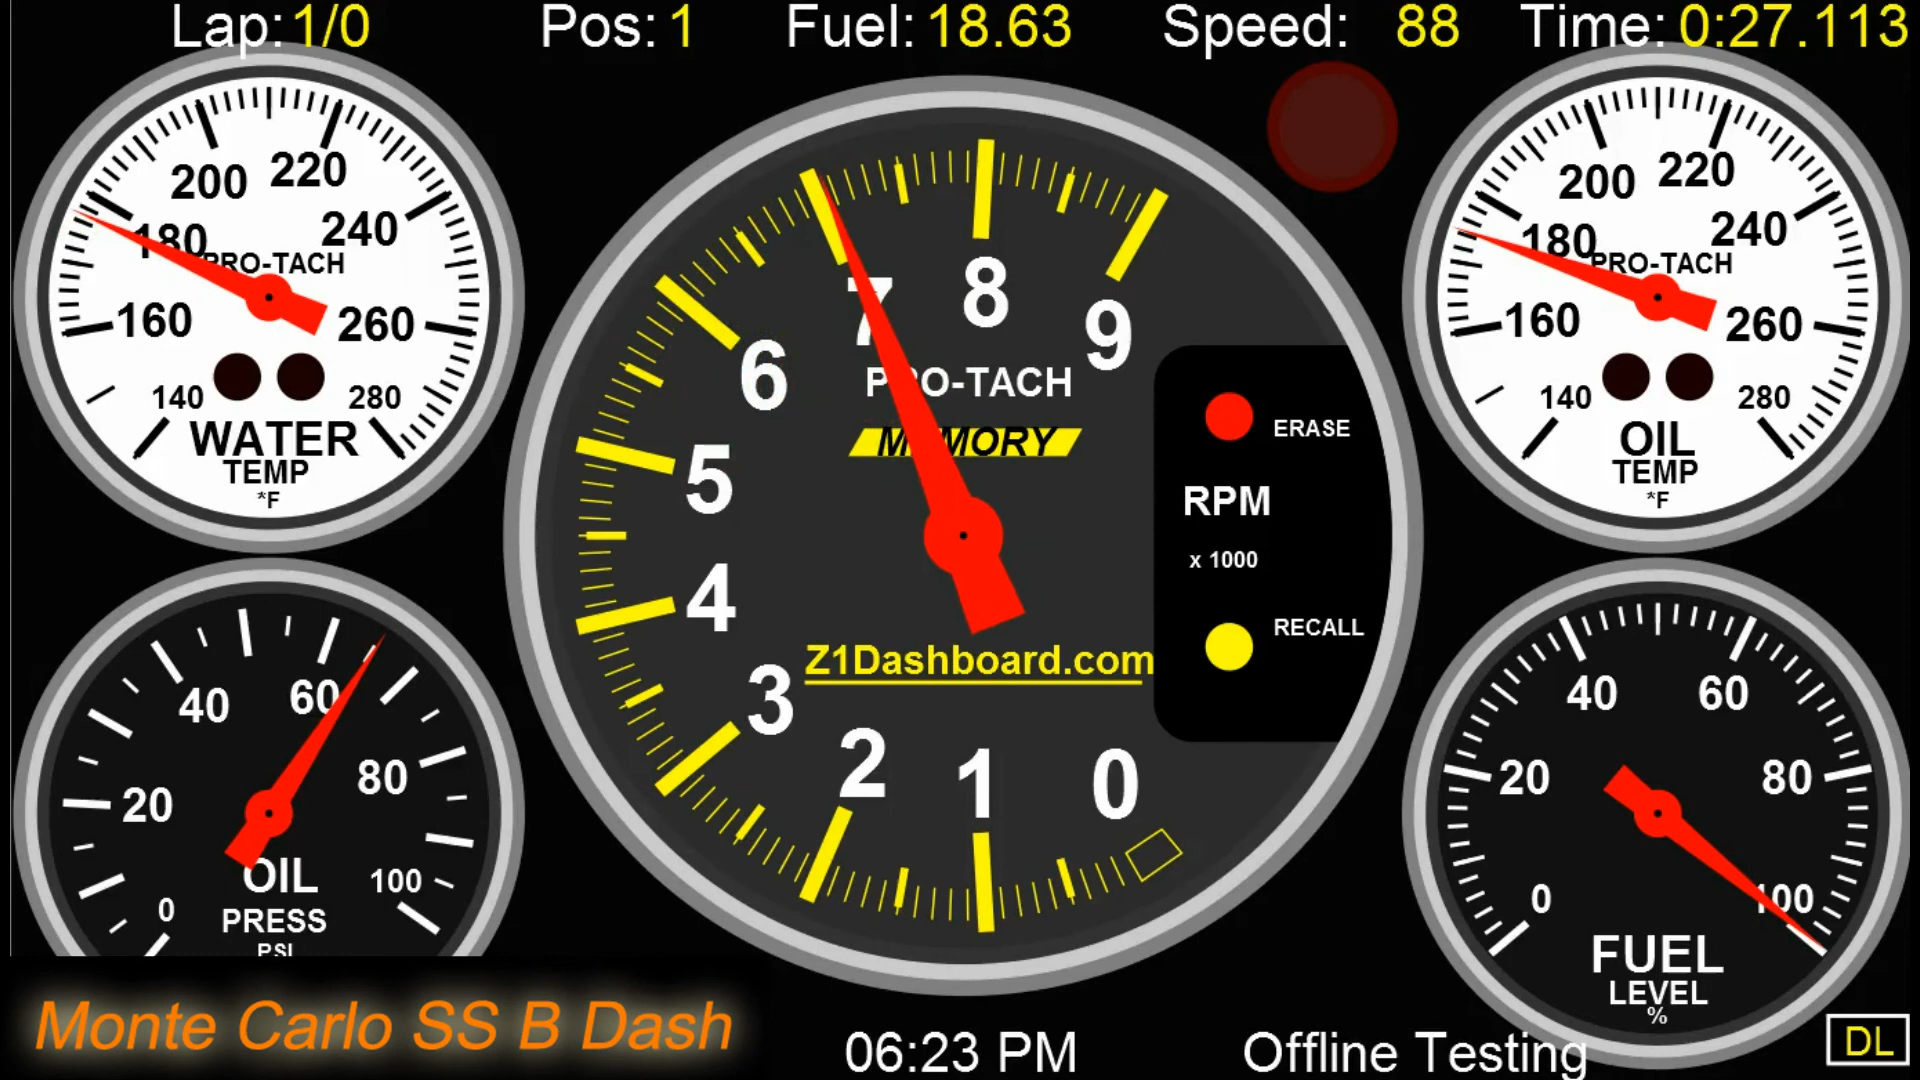 Lap: 1/0 Pos: 1 Fuel: 18.63 Speed: 88 Time: 0:27.113
140 160 180 200 220 240 260 280
PRO-TACH
WATER
TEMP
*F
0 1 2 3 4 5 6 7 8 9
PRO-TACH
MEMORY
ERASE
RPM
x 1000
RECALL
Z1Dashboard.com
140 160 180 200 220 240 260 280
PRO-TACH
OIL
TEMP
*F
0 20 40 60 80 100
OIL
PRESS
PSI
0 20 40 60 80 100
FUEL
LEVEL
%
Monte Carlo SS B Dash
06:23 PM
Offline Testing
DL